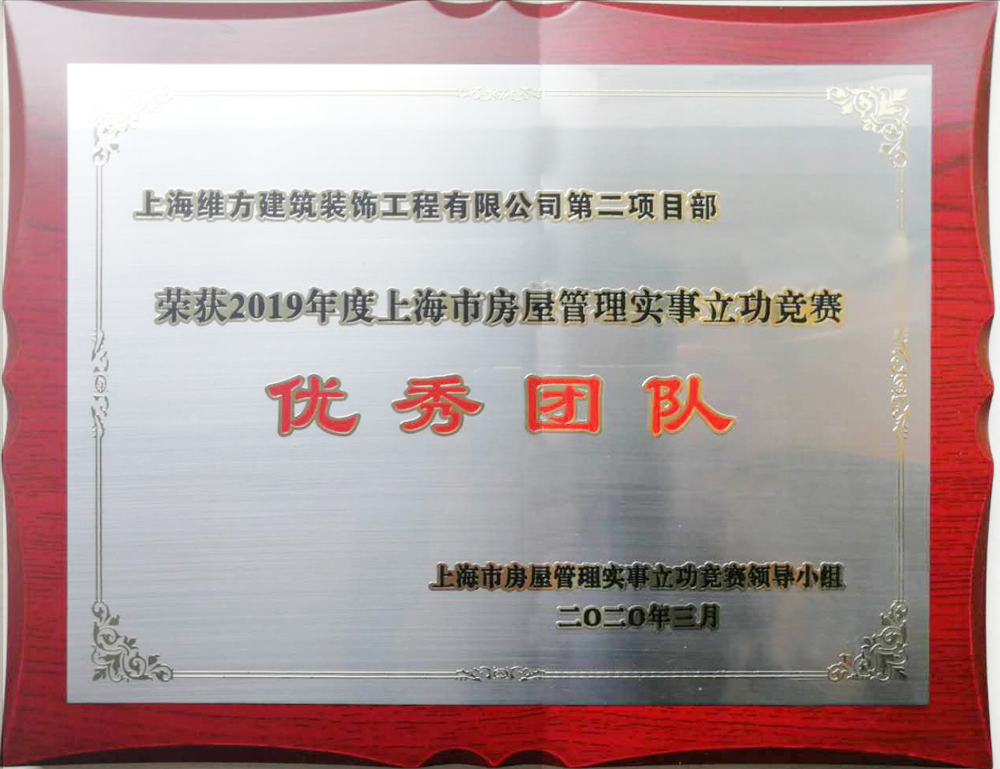 上海维方建筑装饰工程有限公司第二项目部
荣获2019年度上海市房屋管理实事立功竞赛
优秀团队
上海市房屋管理实事立功竞赛领导小组
二〇二〇年三月